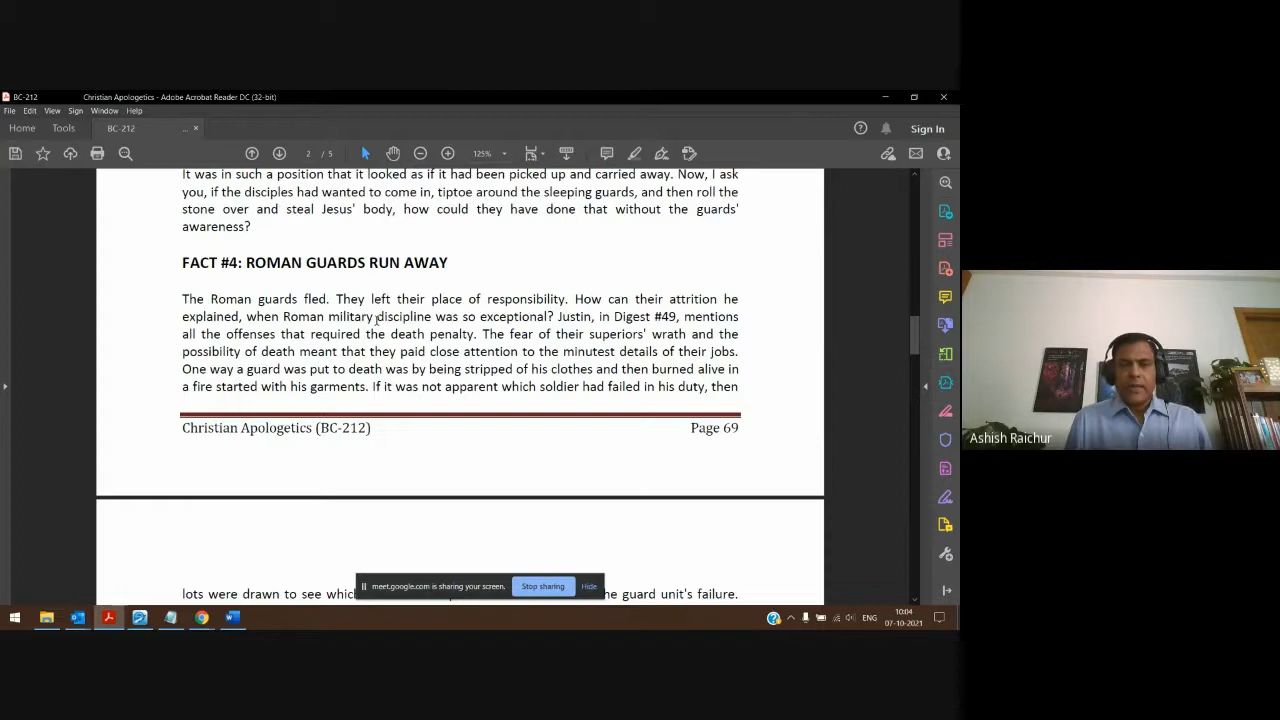 BC-212 Christian Apologetics - Adobe Acrobat Reader DC (32-bit)
File Edit View Sign Window Help
Home Tools BC-212 ... × Sign In
2 / 5 125%
It was in such a position that it looked as if it had been picked up and carried away. Now, I ask
you, if the disciples had wanted to come in, tiptoe around the sleeping guards, and then roll the
stone over and steal Jesus' body, how could they have done that without the guards'
awareness?
FACT #4: ROMAN GUARDS RUN AWAY
The Roman guards fled. They left their place of responsibility. How can their attrition he
explained, when Roman military discipline was so exceptional? Justin, in Digest #49, mentions
all the offenses that required the death penalty. The fear of their superiors' wrath and the
possibility of death meant that they paid close attention to the minutest details of their jobs.
One way a guard was put to death was by being stripped of his clothes and then burned alive in
a fire started with his garments. If it was not apparent which soldier had failed in his duty, then
Christian Apologetics (BC-212) Page 69
lots were drawn to see which he guard unit's failure.
meet.google.com is sharing your screen. Stop sharing Hide
Ashish Raichur
ENG 10:04
07-10-2021